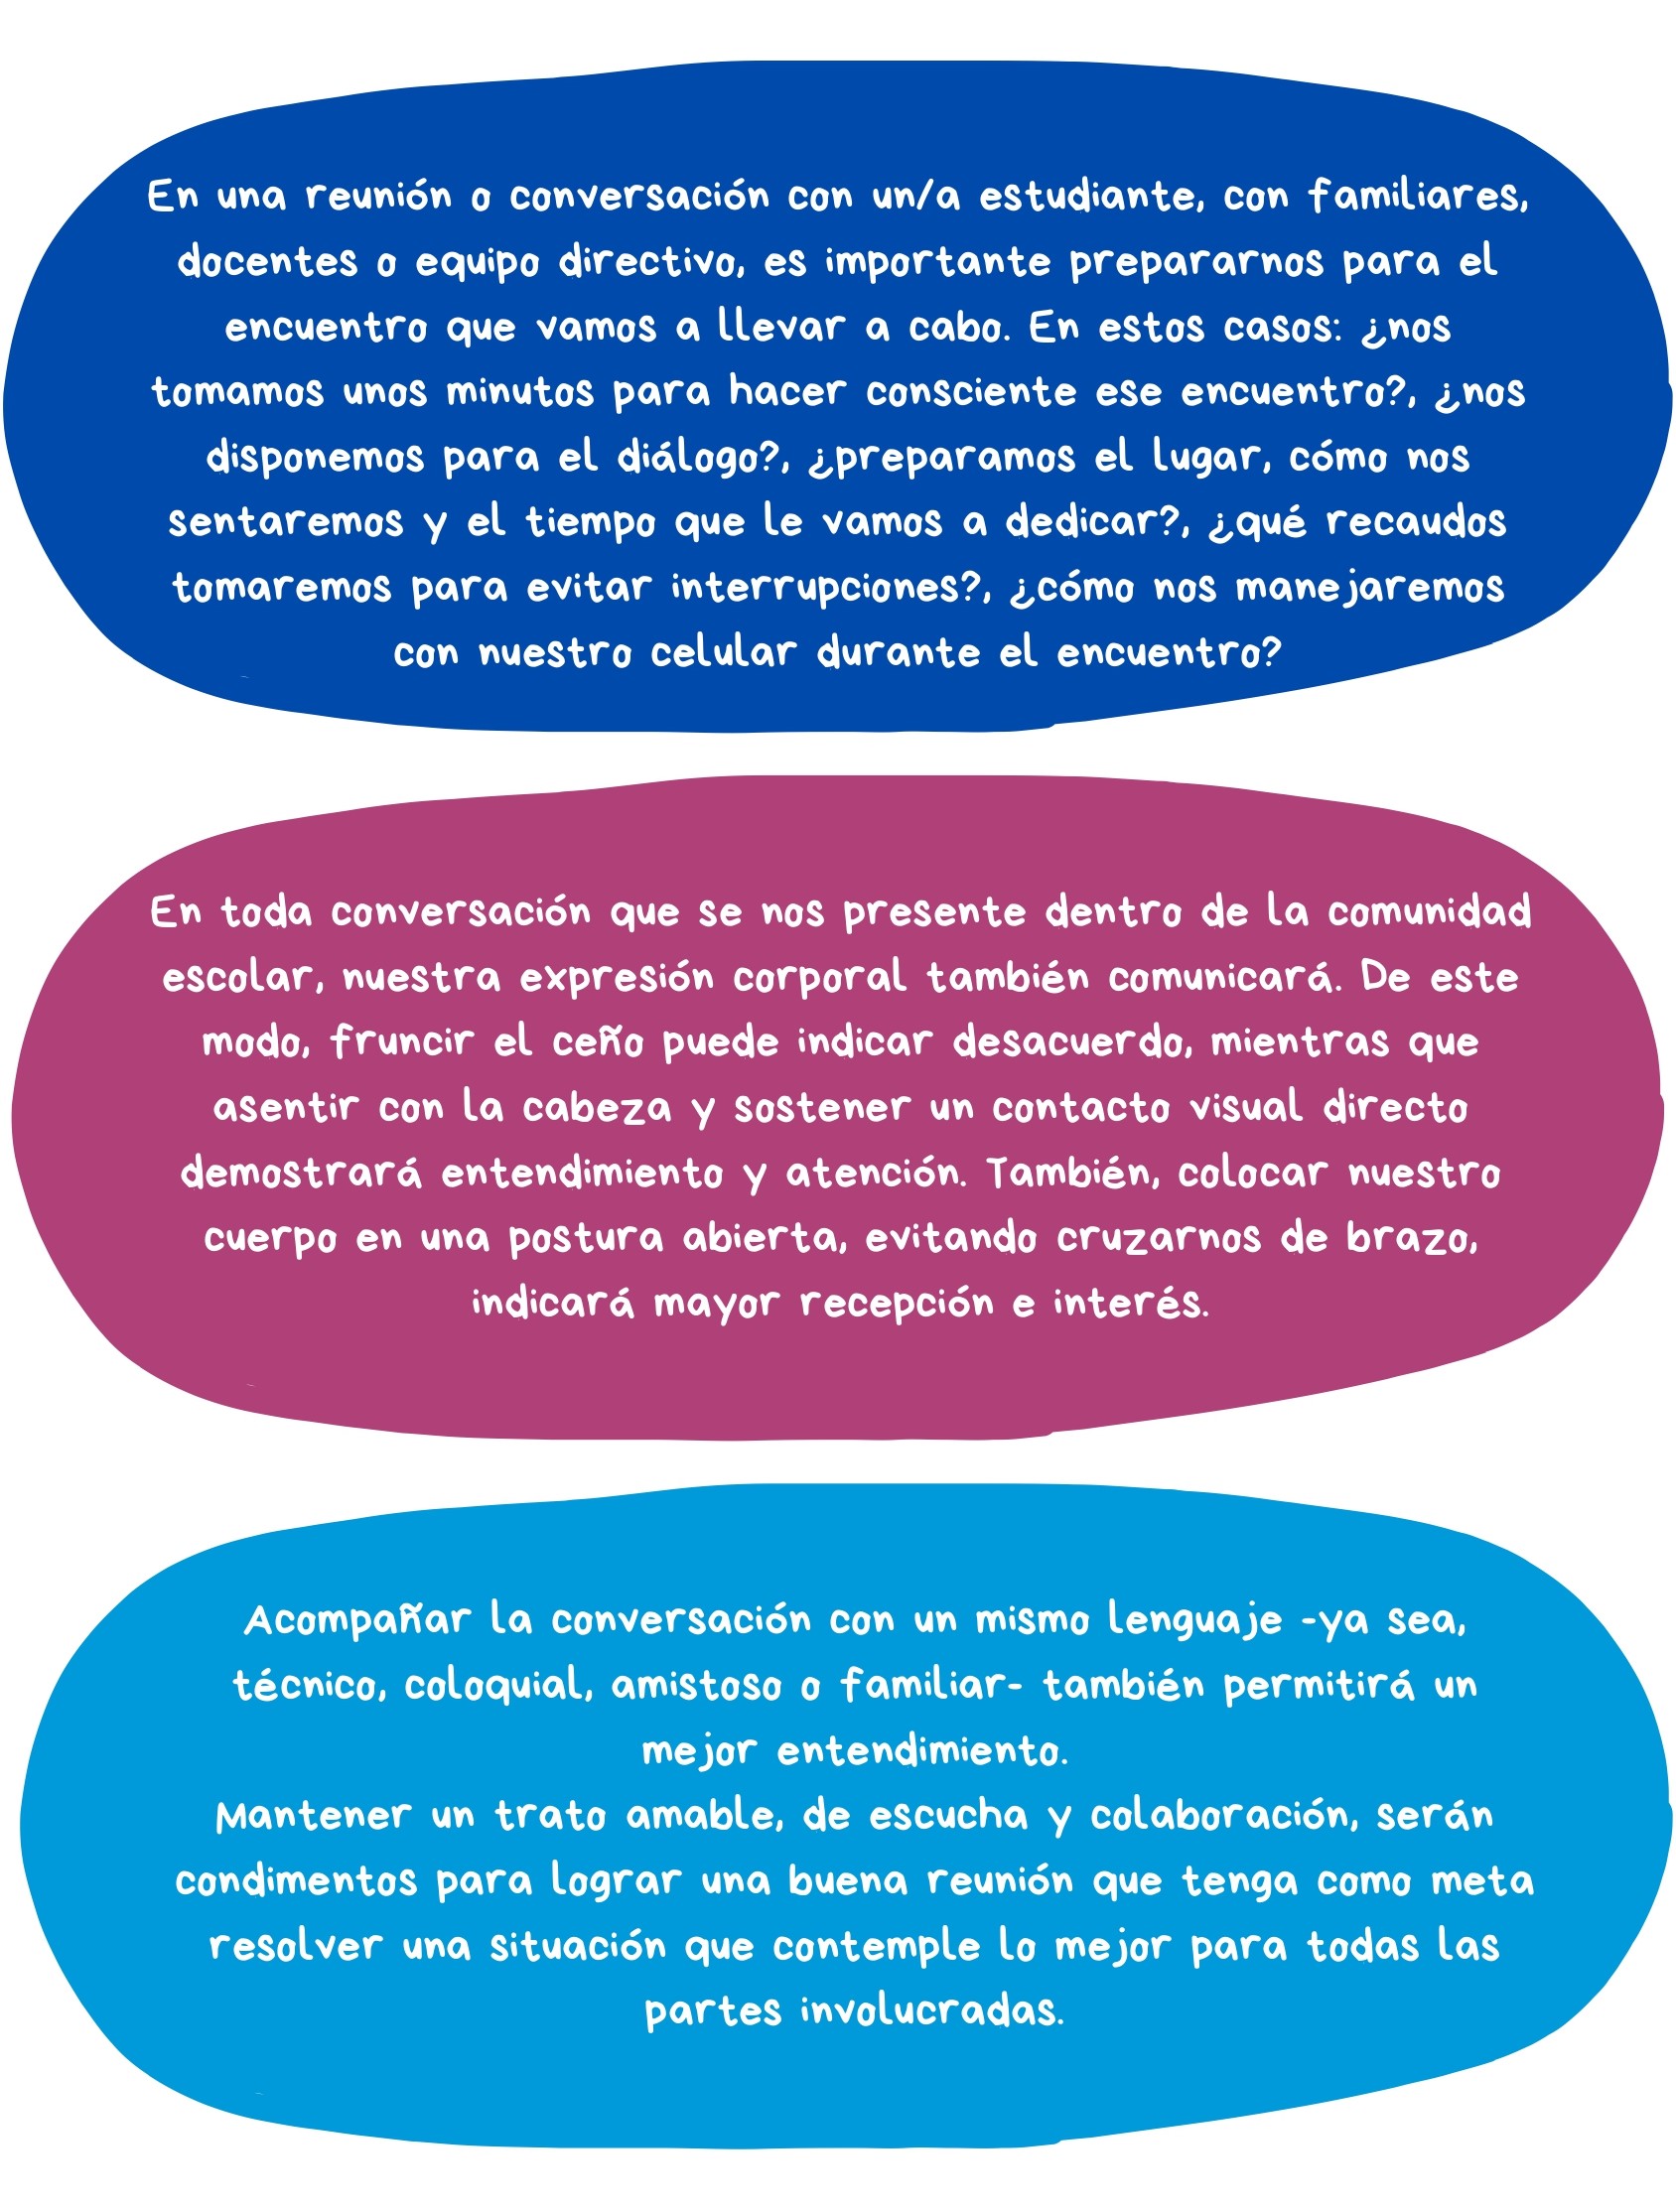 En una reunión o conversación con un/a estudiante, con familiares,
docentes o equipo directivo, es importante prepararnos para el
encuentro que vamos a llevar a cabo. En estos casos: ¿nos
tomamos unos minutos para hacer consciente ese encuentro?, ¿nos
disponemos para el diálogo?, ¿preparamos el lugar, cómo nos
sentaremos y el tiempo que le vamos a dedicar?, ¿qué recaudos
tomaremos para evitar interrupciones?, ¿cómo nos manejaremos
con nuestro celular durante el encuentro?
En toda conversación que se nos presente dentro de la comunidad
escolar, nuestra expresión corporal también comunicará. De este
modo, fruncir el ceño puede indicar desacuerdo, mientras que
asentir con la cabeza y sostener un contacto visual directo
demostrará entendimiento y atención. También, colocar nuestro
cuerpo en una postura abierta, evitando cruzarnos de brazo,
indicará mayor recepción e interés.
Acompañar la conversación con un mismo lenguaje -ya sea,
técnico, coloquial, amistoso o familiar- también permitirá un
mejor entendimiento.
Mantener un trato amable, de escucha y colaboración, serán
condimentos para lograr una buena reunión que tenga como meta
resolver una situación que contemple lo mejor para todas las
partes involucradas.